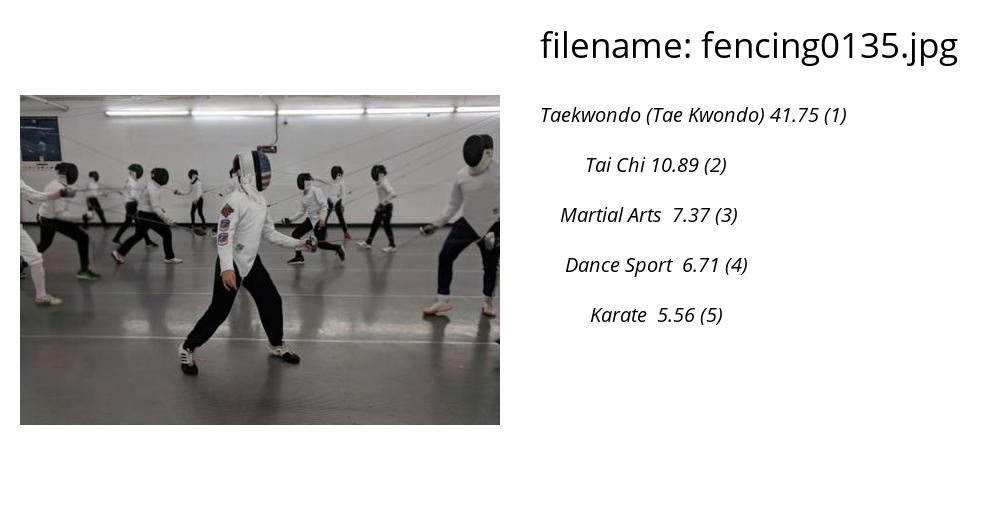 filename: fencing0135.jpg
Taekwondo (Tae Kwondo) 41.75 (1)
Tai Chi 10.89 (2)
Martial Arts 7.37 (3)
Dance Sport 6.71 (4)
Karate 5.56 (5)